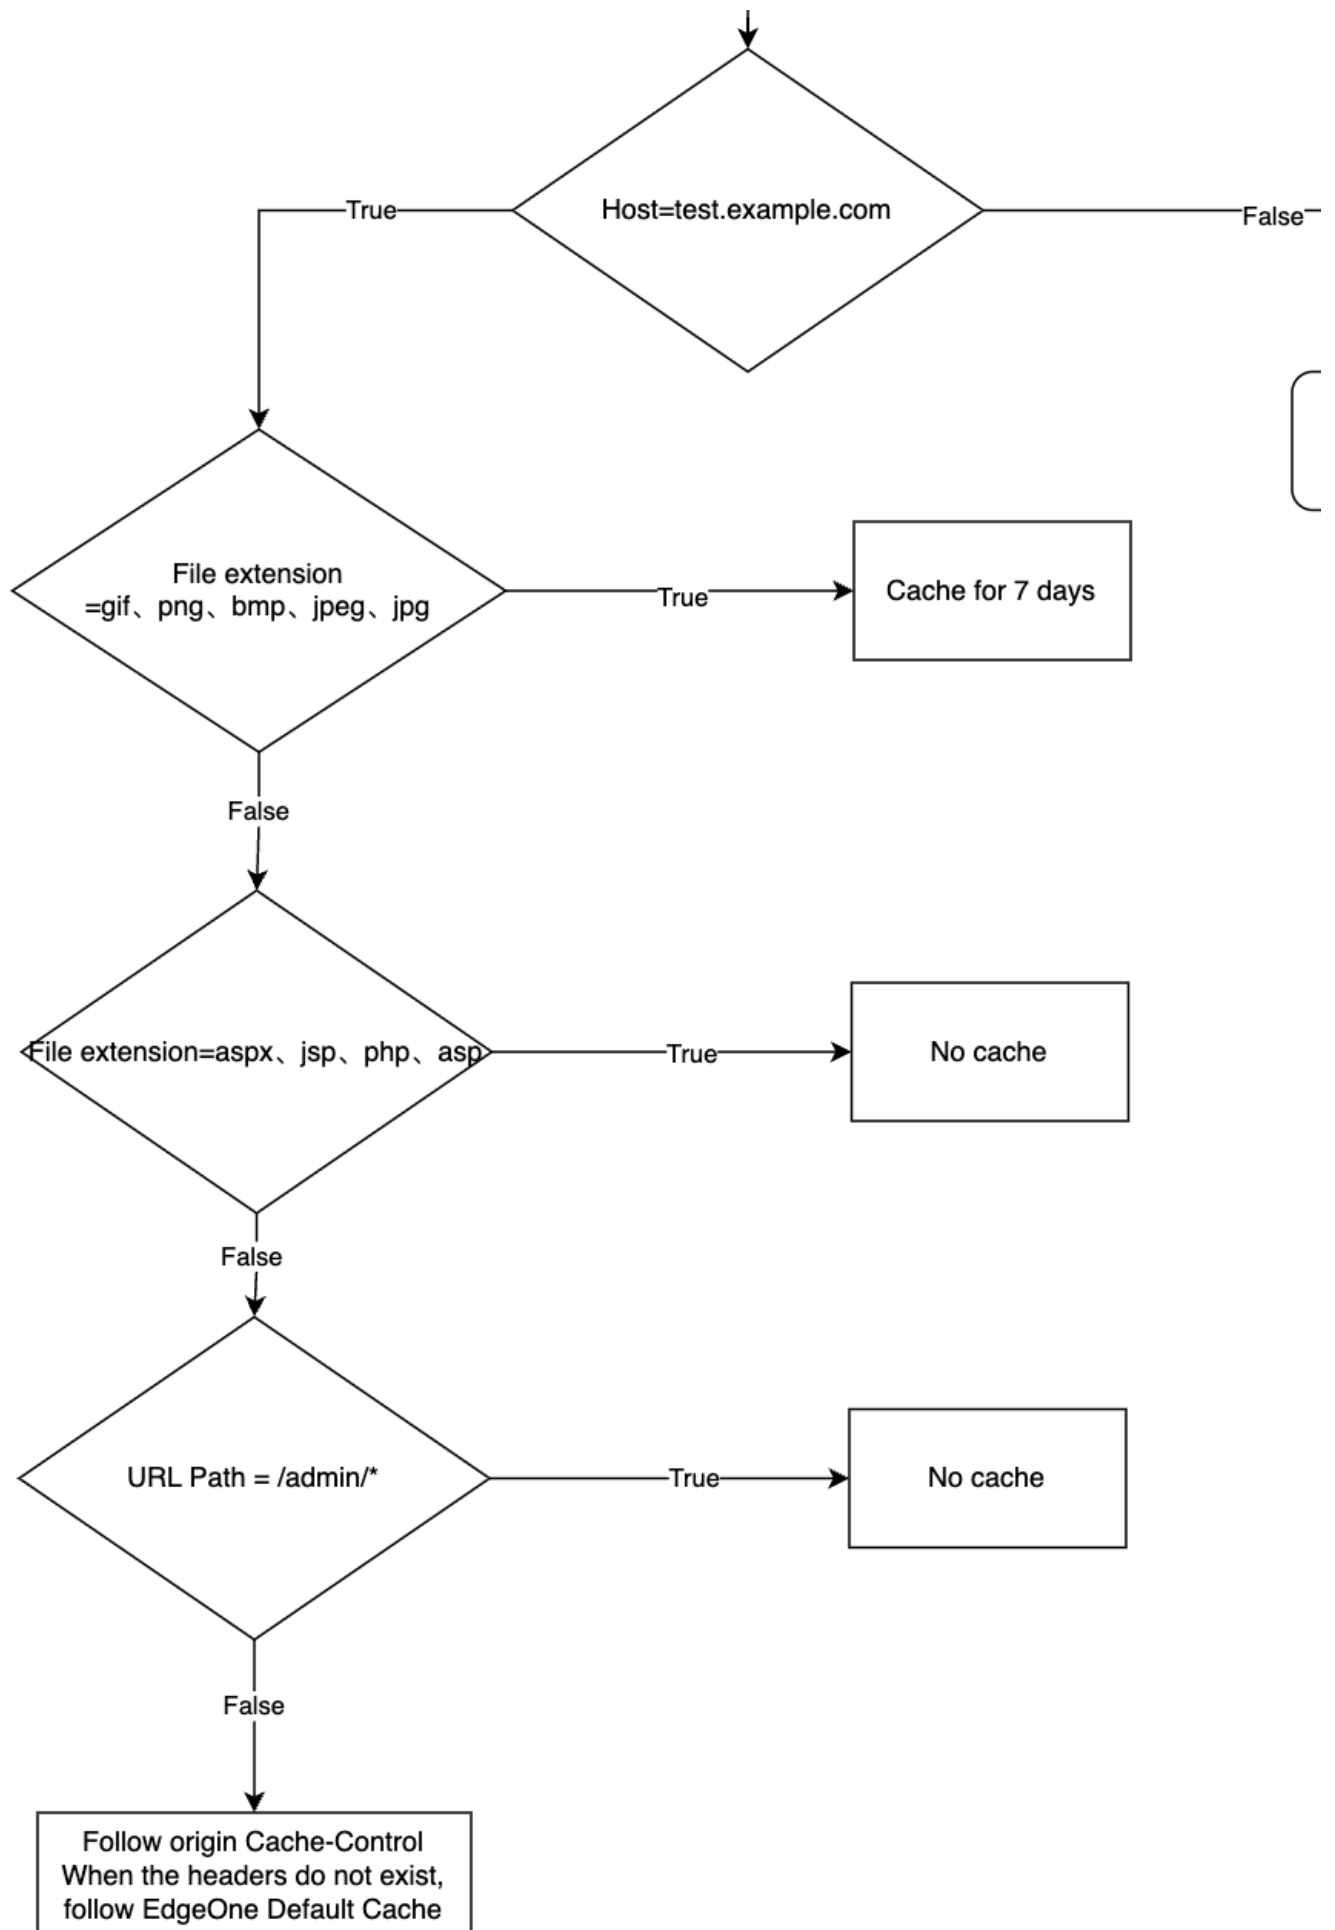 Host=test.example.com
True
False
File extension
=gif、png、bmp、jpeg、jpg
True
Cache for 7 days
False
File extension=aspx、jsp、php、asp
True
No cache
False
URL Path = /admin/*
True
No cache
False
Follow origin Cache-Control
When the headers do not exist,
follow EdgeOne Default Cache